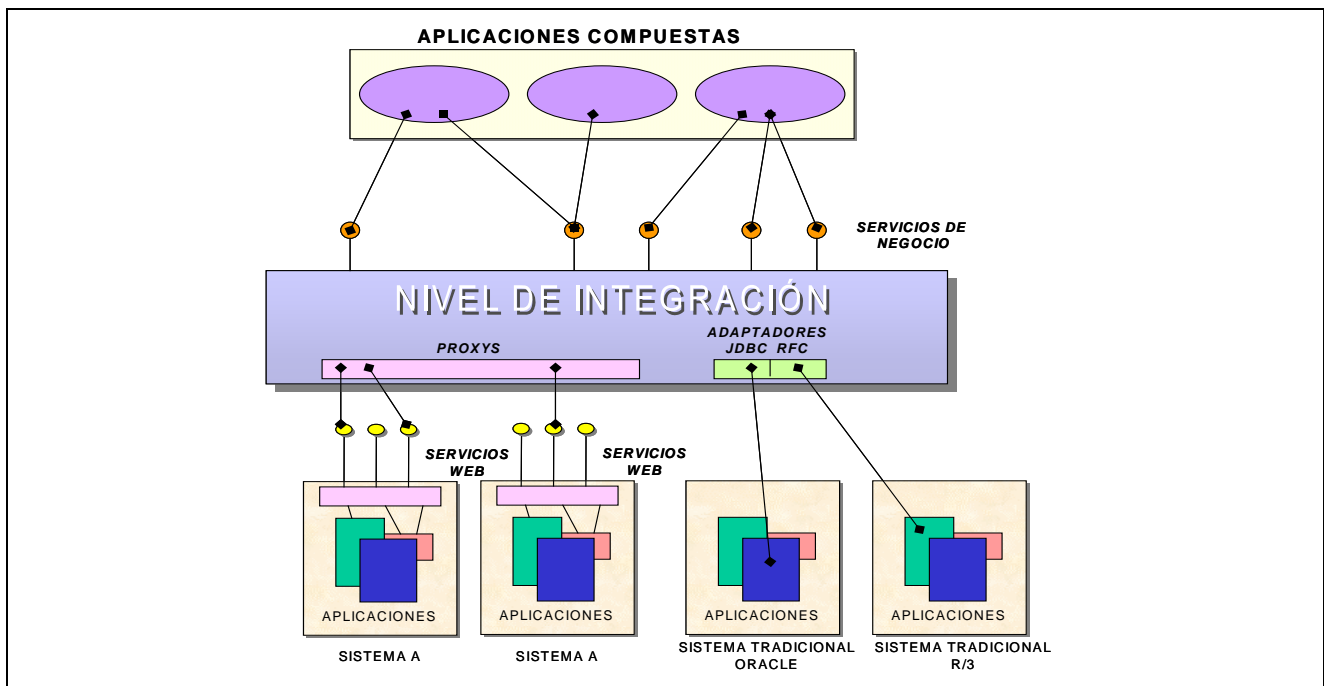 APLICACIONES COMPUESTAS
SERVICIOS DE
NEGOCIO
NIVEL DE INTEGRACIÓN
PROXYS
ADAPTADORES
JDBC RFC
SERVICIOS
WEB
SERVICIOS
WEB
APLICACIONES
APLICACIONES
APLICACIONES
APLICACIONES
SISTEMA A
SISTEMA A
SISTEMA TRADICIONAL
ORACLE
SISTEMA TRADICIONAL
R/3